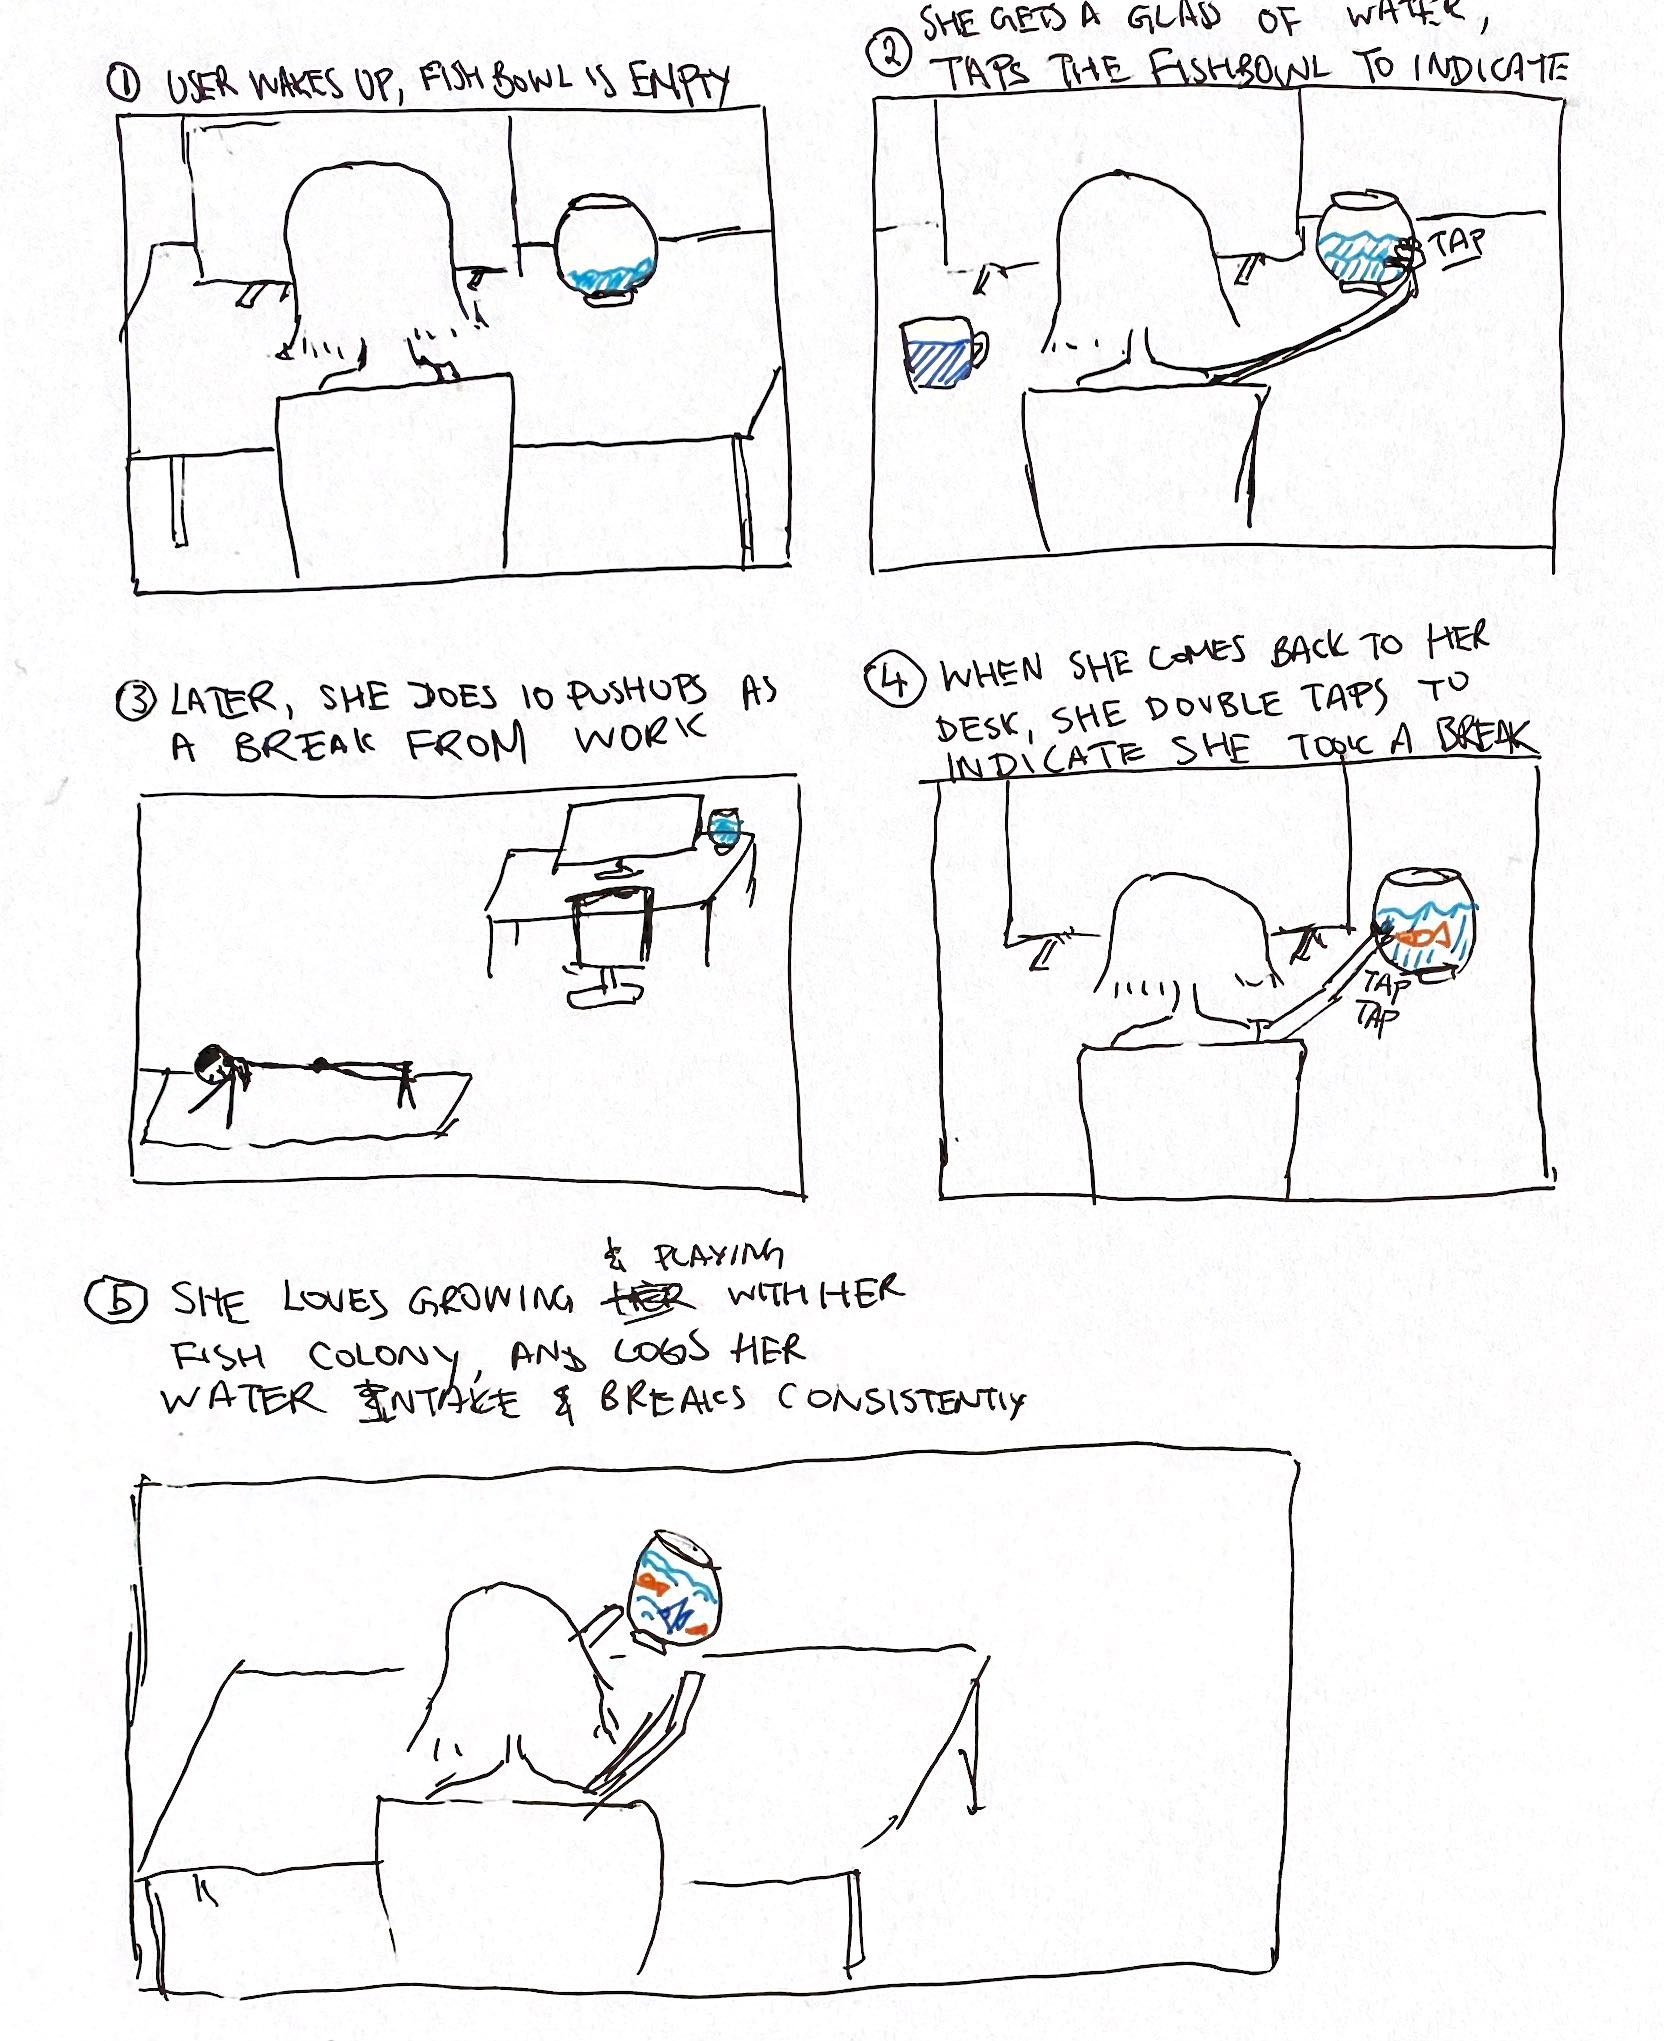 ① USER WAKES UP, FISHBOWL IS EMPTY
② SHE GETS A GLAD OF WATER,
TAPS THE FISHBOWL TO INDICATE
TAP
③ LATER, SHE DOES 10 PUSHUPS AS
A BREAK FROM WORK
④ WHEN SHE COMES BACK TO HER
DESK, SHE DOUBLE TAPS TO
INDICATE SHE TOOK A BREAK
TAP
TAP
& PLAYING
⑤ SHE LOVES GROWING HER WITH HER
FISH COLONY, AND LOGS HER
WATER INTAKE & BREAKS CONSISTENTLY